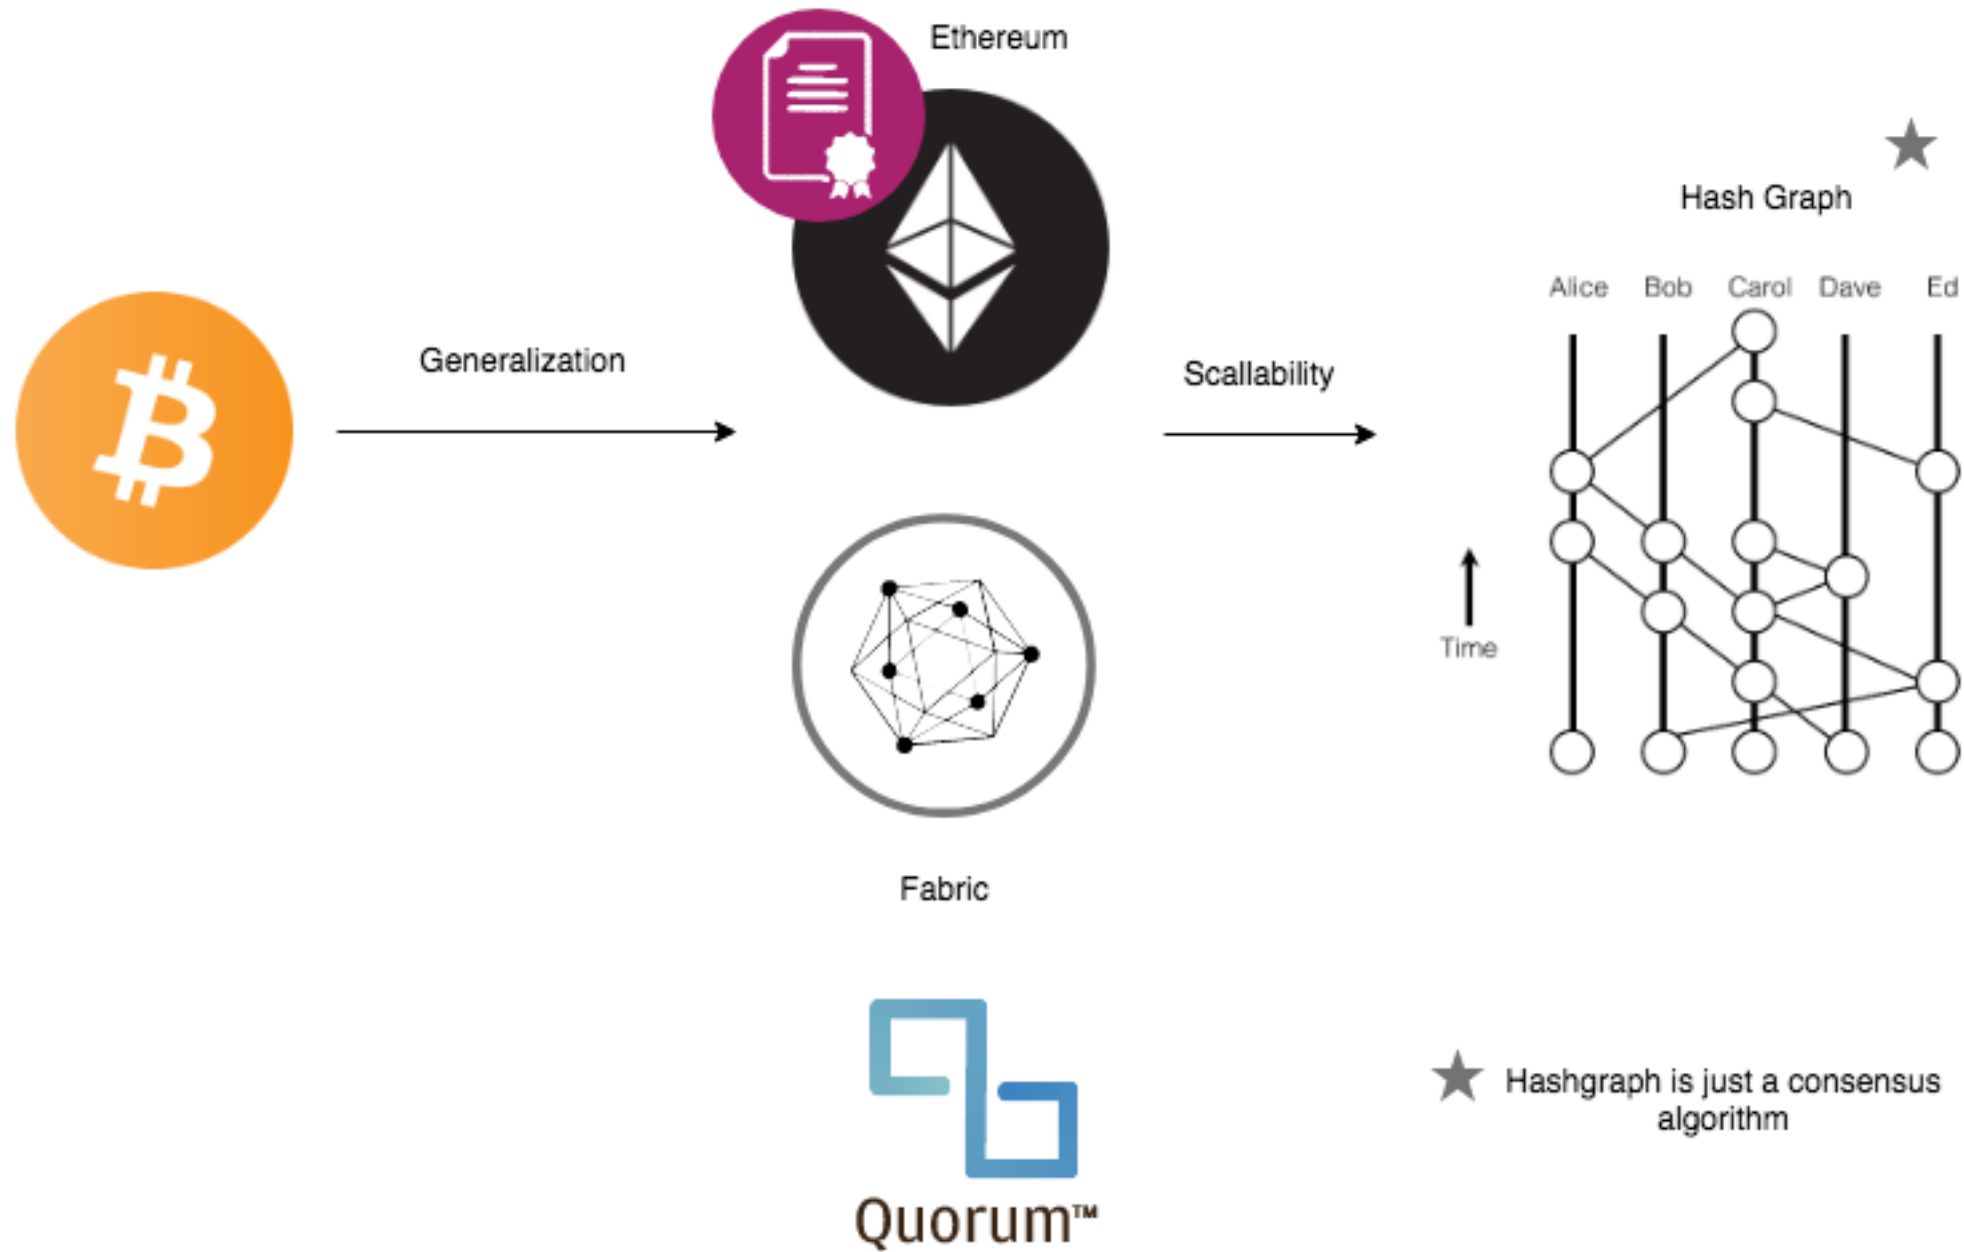 Ethereum
Generalization
Scallability
Hash Graph
Alice Bob Carol Dave Ed
Time
Fabric
Quorum™
Hashgraph is just a consensus
algorithm